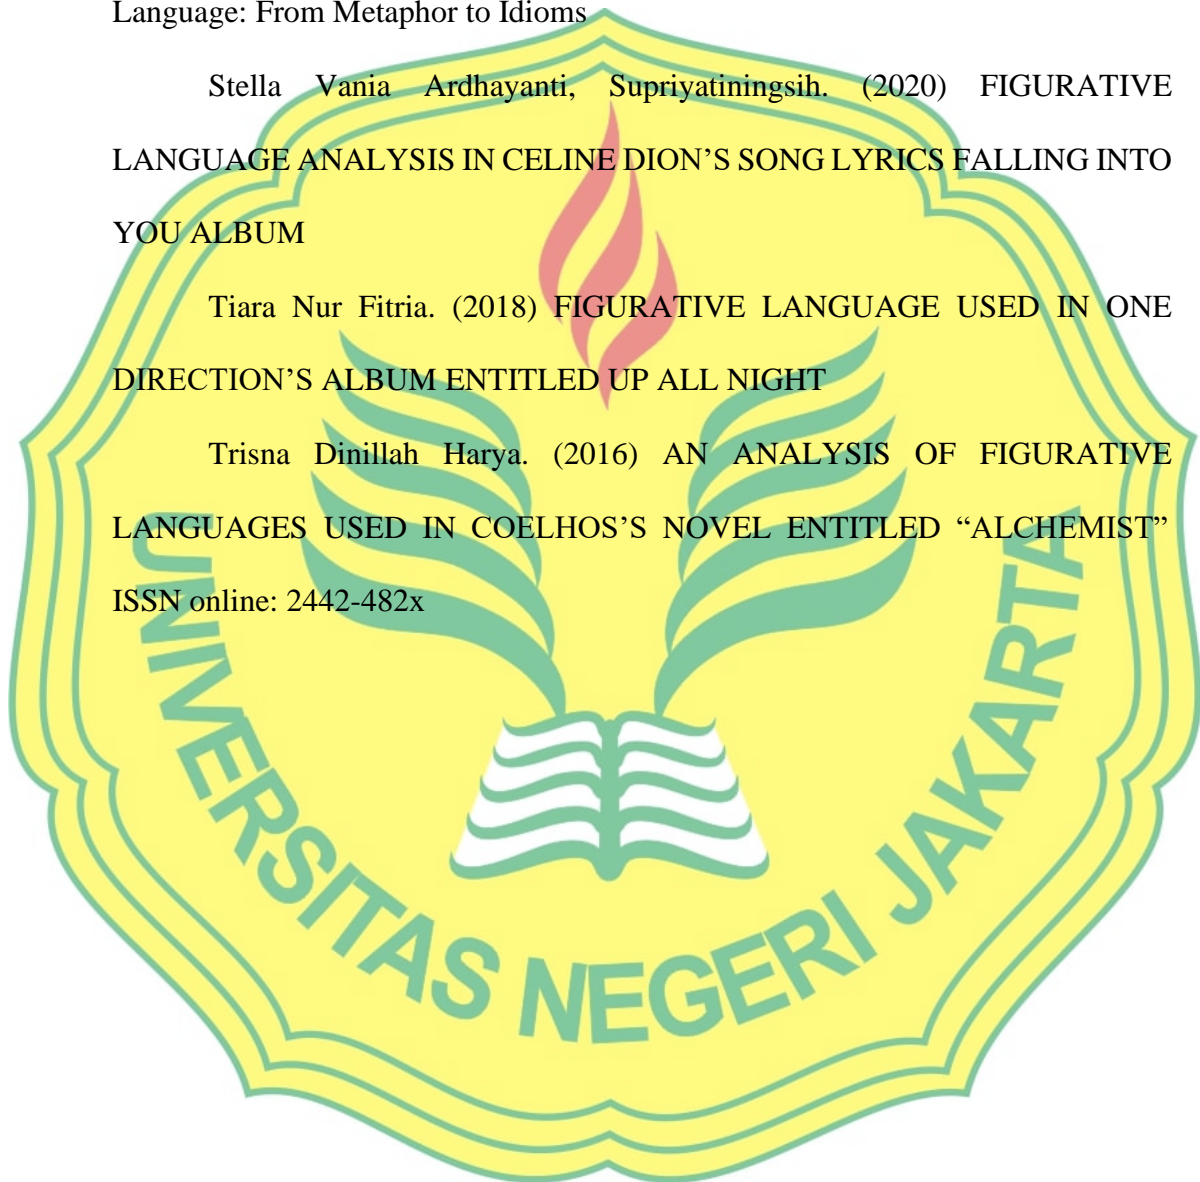 Language: From Metaphor to Idioms
Stella Vania Ardhayanti, Supriyatiningsih. (2020) FIGURATIVE
LANGUAGE ANALYSIS IN CELINE DION’S SONG LYRICS FALLING INTO
YOU ALBUM
Tiara Nur Fitria. (2018) FIGURATIVE LANGUAGE USED IN ONE
DIRECTION’S ALBUM ENTITLED UP ALL NIGHT
Trisna Dinillah Harya. (2016) AN ANALYSIS OF FIGURATIVE
LANGUAGES USED IN COELHOS’S NOVEL ENTITLED “ALCHEMIST”
ISSN online: 2442-482x
UNIVERSITAS NEGERI JAKARTA